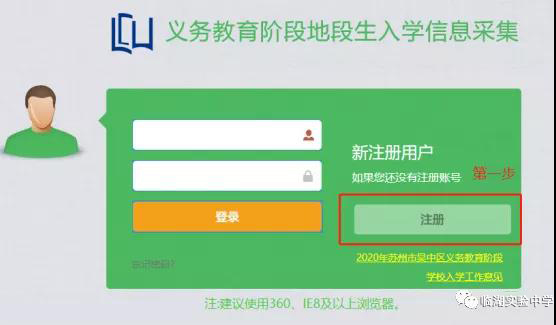 义务教育阶段地段生入学信息采集
新注册用户
如果您还没有注册账号
第一步
登录
注册
忘记密码?
2020年苏州市吴中区义务教育阶段
学校入学工作意见
注:建议使用360、IE8及以上浏览器。
临湖实验中学